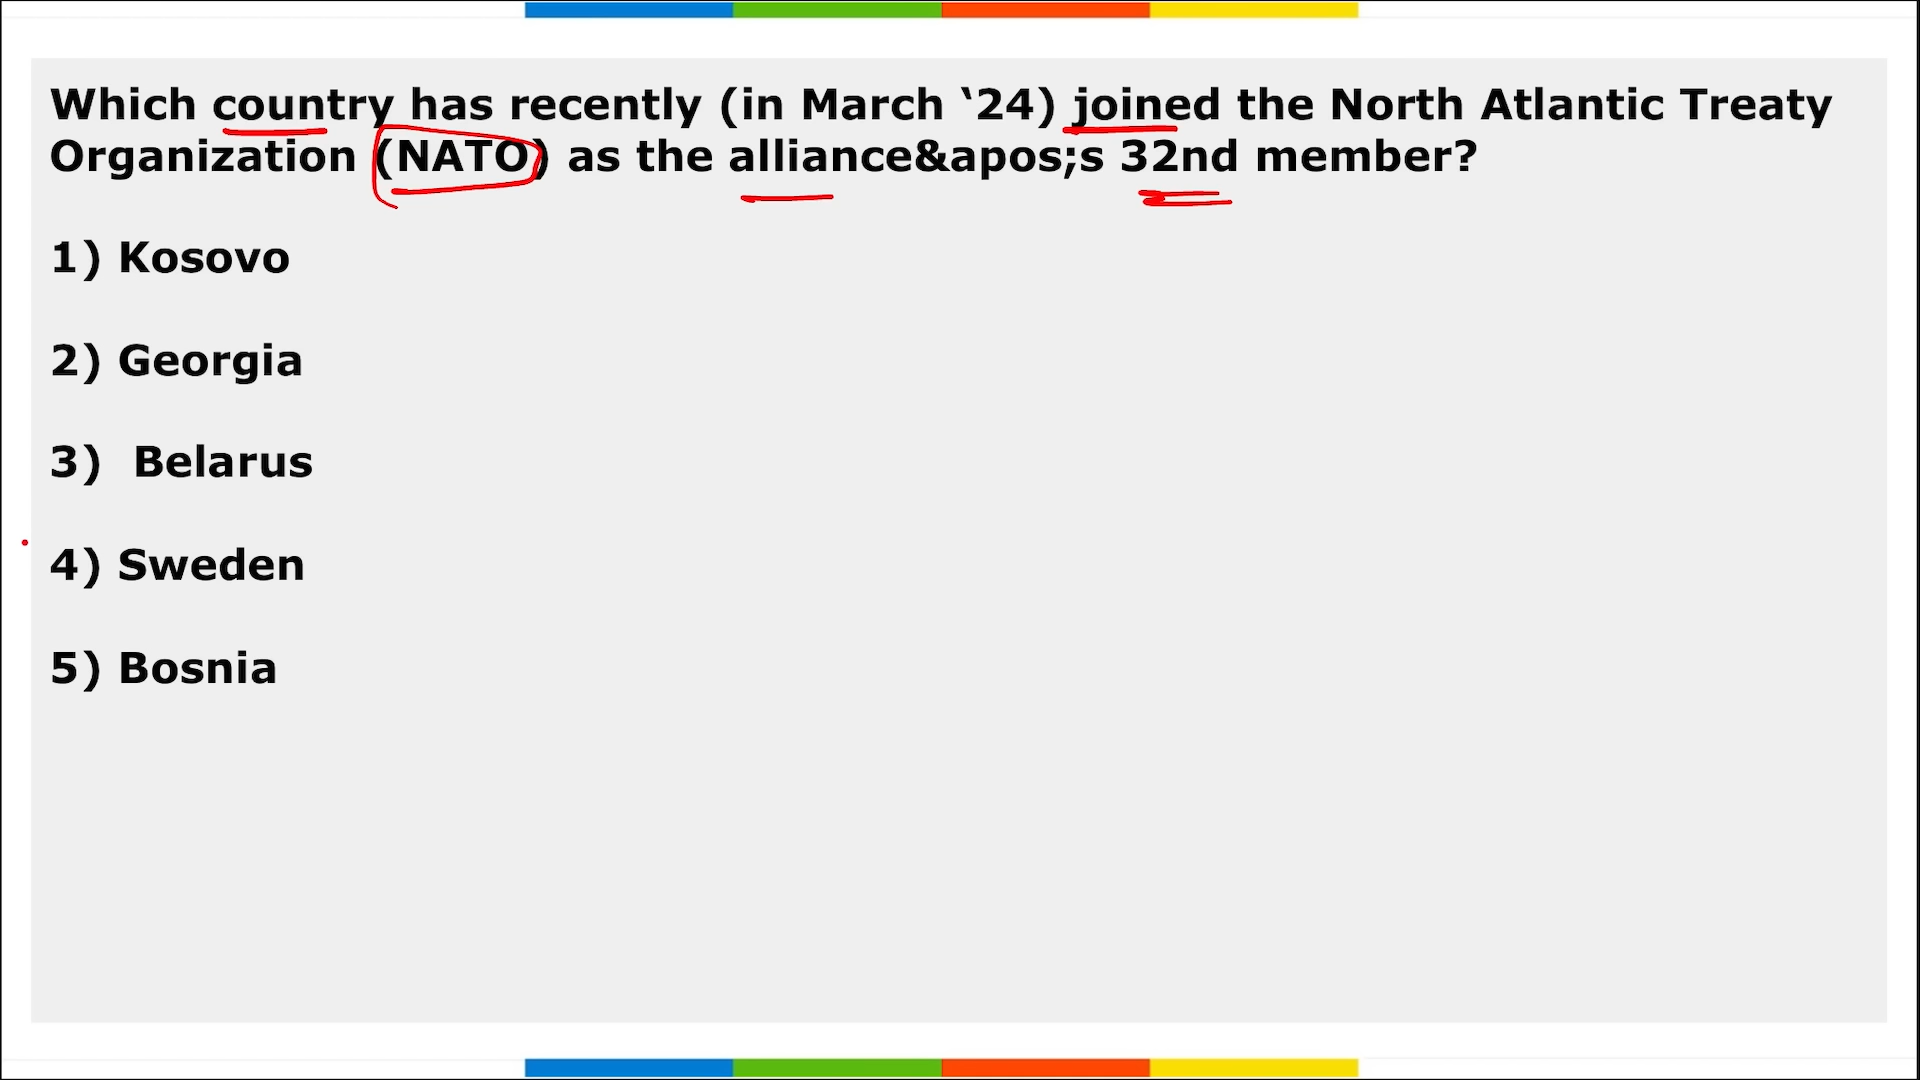 Which country has recently (in March ‘24) joined the North Atlantic Treaty
Organization (NATO) as the alliance&apos;s 32nd member?
1) Kosovo
2) Georgia
3) Belarus
4) Sweden
5) Bosnia